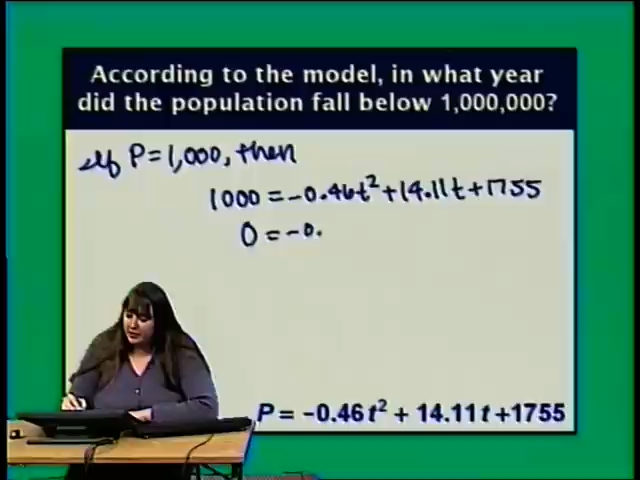 According to the model, in what year
did the population fall below 1,000,000?
If P=1,000, then
1000 = -0.46t²+14.11t+1755
0 = -0.
P = -0.46t² + 14.11t+1755